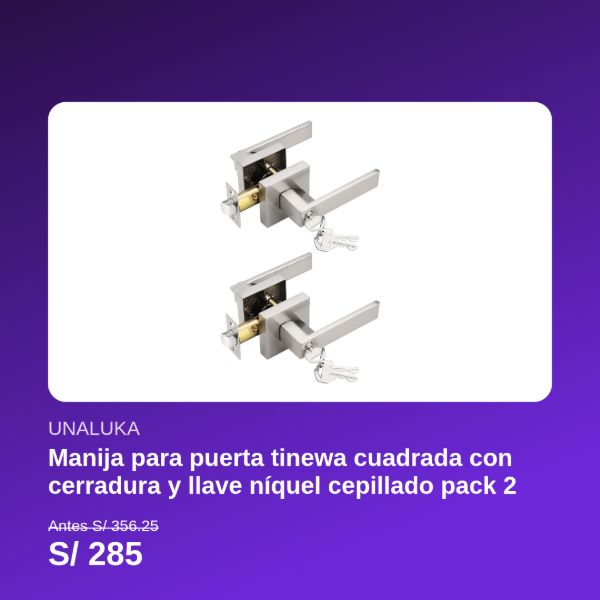 UNALUKA
Manija para puerta tinewa cuadrada con
cerradura y llave níquel cepillado pack 2
Antes S/ 356.25
S/ 285